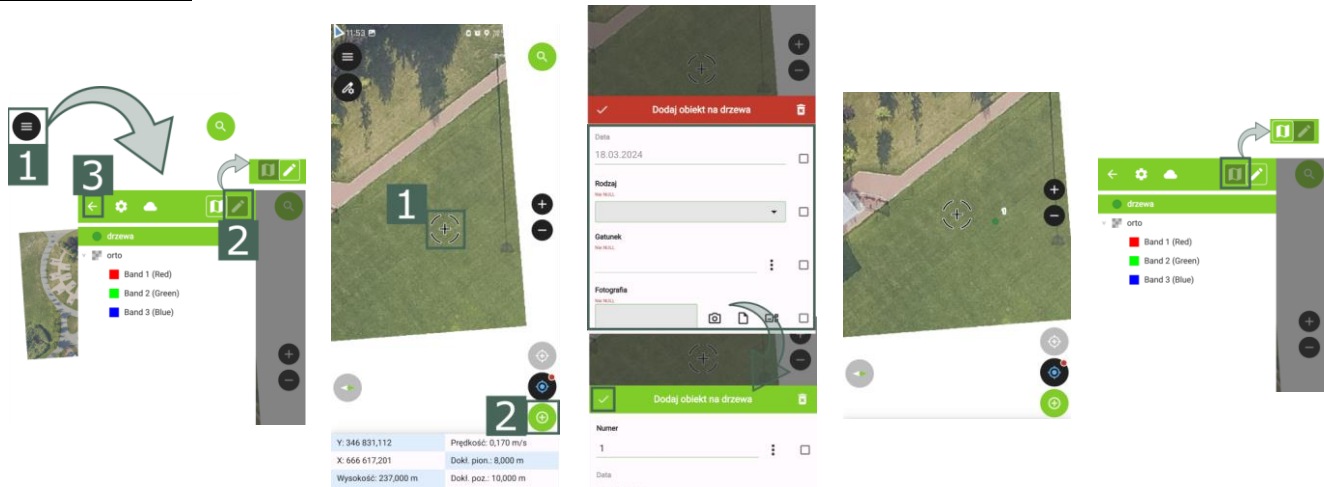 1
3
2
drzewa
orto
Band 1 (Red)
Band 2 (Green)
Band 3 (Blue)
11:53
1
2
Y: 346 831,112
Prędkość: 0,170 m/s
X: 666 617,201
Dokł. pion.: 8,000 m
Wysokość: 237,000 m
Dokł. poz.: 10,000 m
Dodaj obiekt na drzewa
Data
18.03.2024
Rodzaj
Nie NULL
Gatunek
Nie NULL
Fotografia
Nie NULL
Dodaj obiekt na drzewa
Numer
1
Data
drzewa
orto
Band 1 (Red)
Band 2 (Green)
Band 3 (Blue)